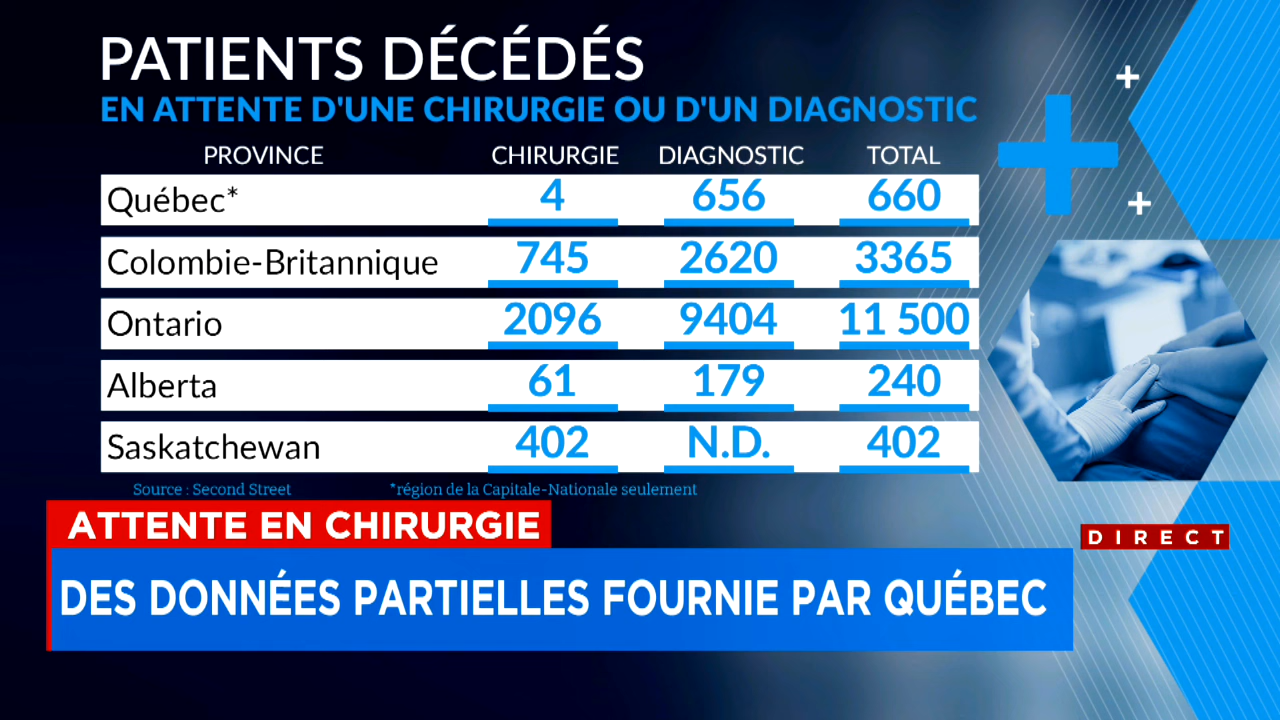 PATIENTS DÉCÉDÉS
EN ATTENTE D'UNE CHIRURGIE OU D'UN DIAGNOSTIC
PROVINCE CHIRURGIE DIAGNOSTIC TOTAL
Québec* 4 656 660
Colombie-Britannique 745 2620 3365
Ontario 2096 9404 11 500
Alberta 61 179 240
Saskatchewan 402 N.D. 402
Source : Second Street *région de la Capitale-Nationale seulement
ATTENTE EN CHIRURGIE
DIRECT
DES DONNÉES PARTIELLES FOURNIE PAR QUÉBEC